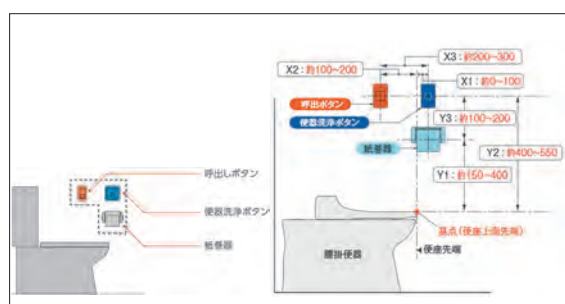 呼出しボタン
便器洗浄ボタン
紙巻器
X3：約200~300
X2：約100~200
X1：約0~100
呼出ボタン
便器洗浄ボタン
Y3：約100~200
紙巻器
Y2：約400~550
Y1：約150~400
基点（便座上面先端）
腰掛便器
便座先端